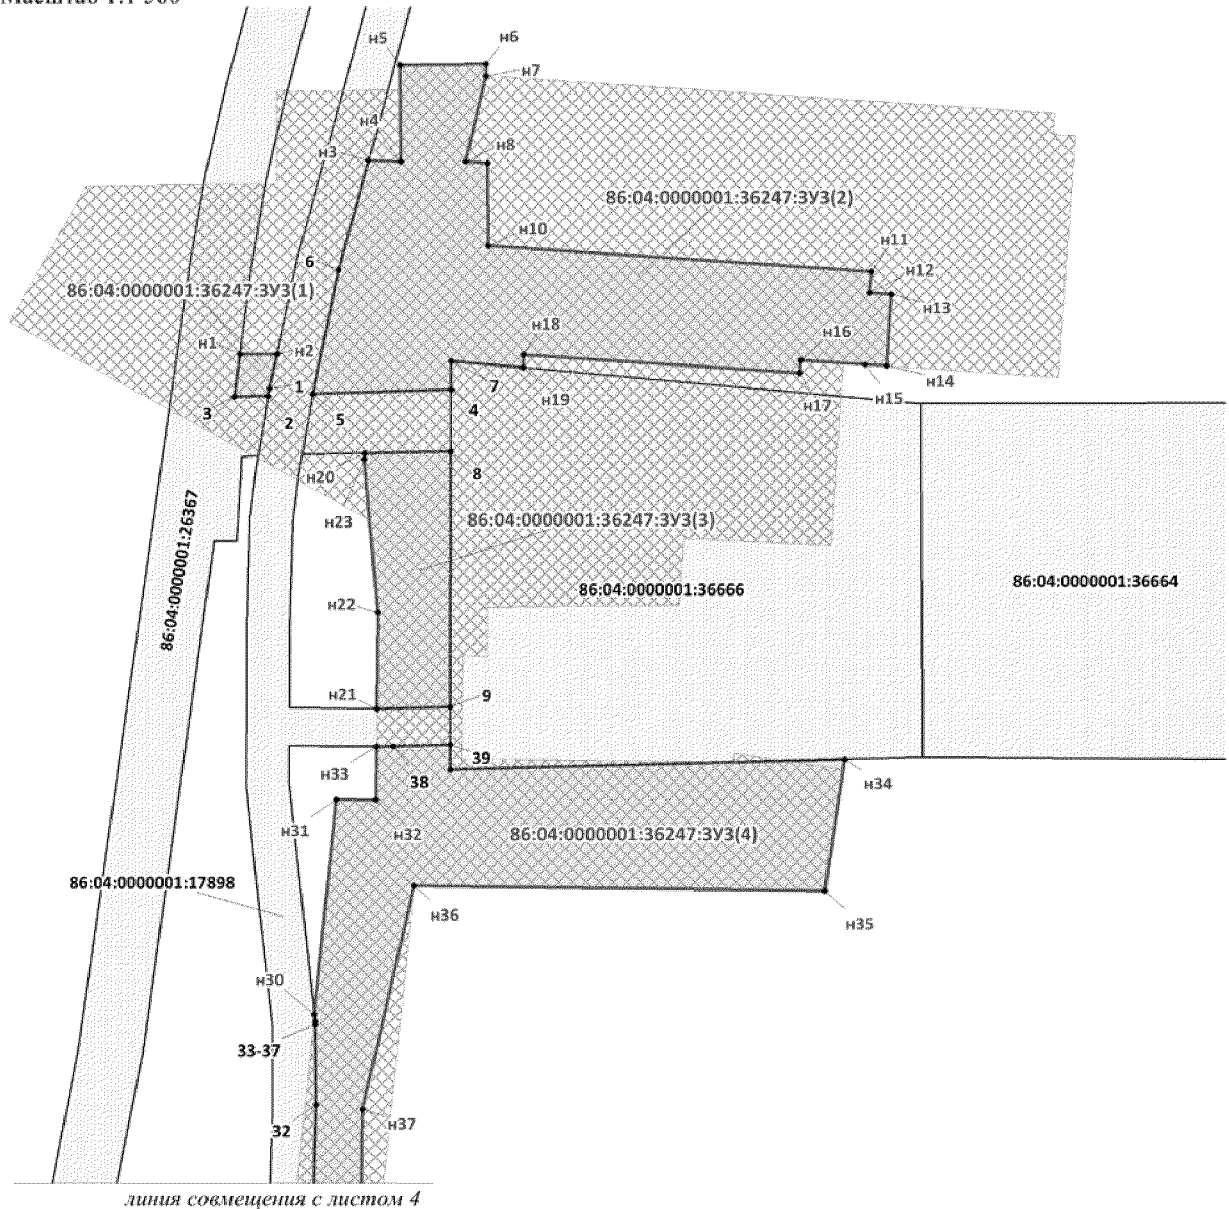 Масштаб 1:1 500
н5
н6
н7
н4
н3
н8
86:04:0000001:36247:ЗУ3(2)
н10
н11
6
н12
86:04:0000001:36247:ЗУ3(1)
н13
н18
н16
н1
н2
н14
1
7
н15
н19
н17
3
2
5
4
н20
8
н23
86:04:0000001:36247:ЗУ3(3)
86:04:0000001:26367
86:04:0000001:36666
86:04:0000001:36664
н22
н21
9
39
н33
38
н34
н31
н32
86:04:0000001:36247:ЗУ3(4)
86:04:0000001:17898
н36
н35
н30
33-37
32
н37
линия совмещения с листом 4